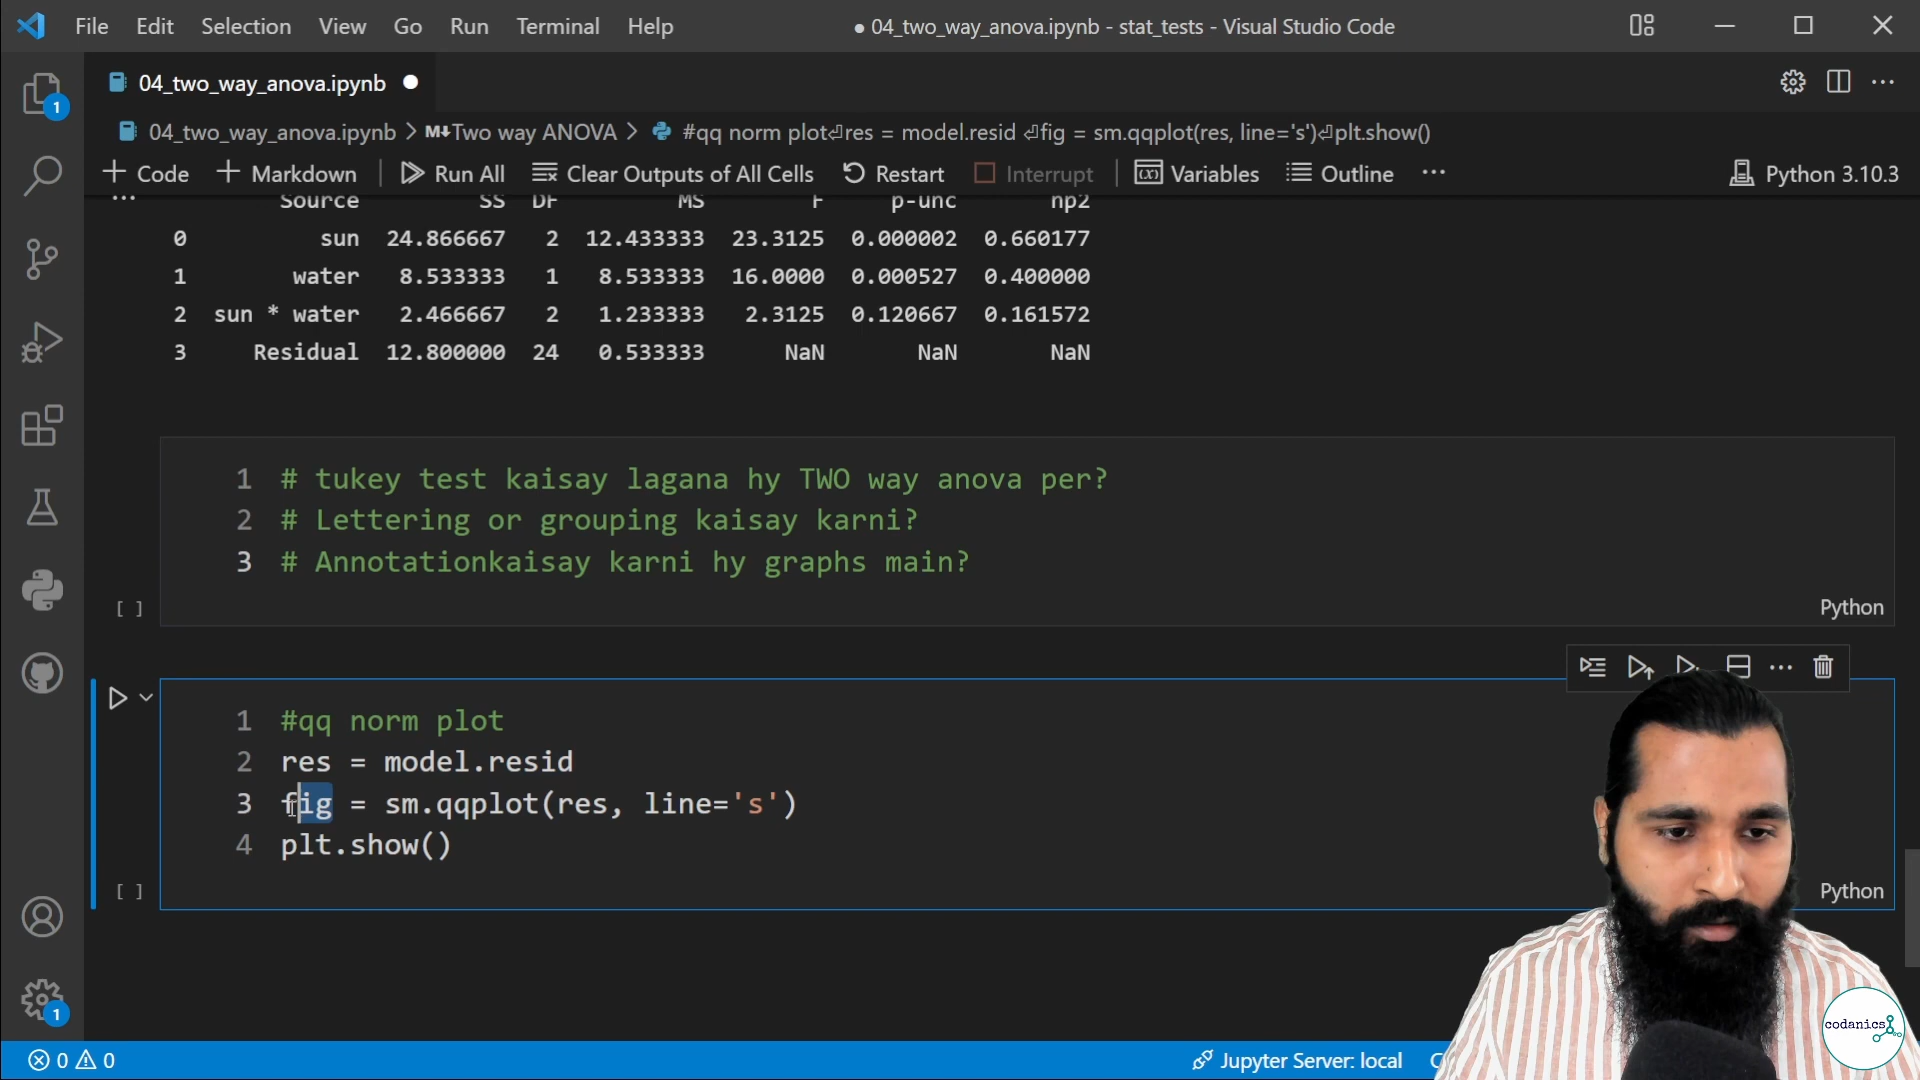 File Edit Selection View Go Run Terminal Help ● 04_two_way_anova.ipynb - stat_tests - Visual Studio Code
04_two_way_anova.ipynb ●
1
04_two_way_anova.ipynb > M↓Two way ANOVA > #qq norm plot⏎res = model.resid ⏎fig = sm.qqplot(res, line='s')⏎plt.show()
+ Code + Markdown | Run All Clear Outputs of All Cells Restart Interrupt | Variables Outline ··· Python 3.10.3
··· Source SS DF MS F p-unc np2
0 sun 24.866667 2 12.433333 23.3125 0.000002 0.660177
1 water 8.533333 1 8.533333 16.0000 0.000527 0.400000
2 sun * water 2.466667 2 1.233333 2.3125 0.120667 0.161572
3 Residual 12.800000 24 0.533333 NaN NaN NaN
1 # tukey test kaisay lagana hy TWO way anova per?
2 # Lettering or grouping kaisay karni?
3 # Annotationkaisay karni hy graphs main?
[ ] Python
1 #qq norm plot
2 res = model.resid
3 fig = sm.qqplot(res, line='s')
4 plt.show()
[ ] Python
1
codanics
0 0 Jupyter Server: local